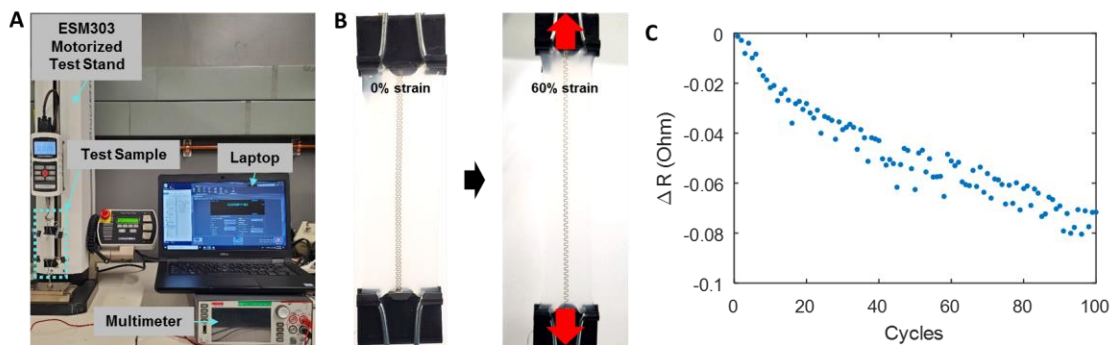 A
ESM303
Motorized
Test Stand
Test Sample
Laptop
Multimeter
B
0% strain
60% strain
C
0
-0.02
-0.04
-0.06
-0.08
-0.1
ΔR (Ohm)
0 20 40 60 80 100
Cycles